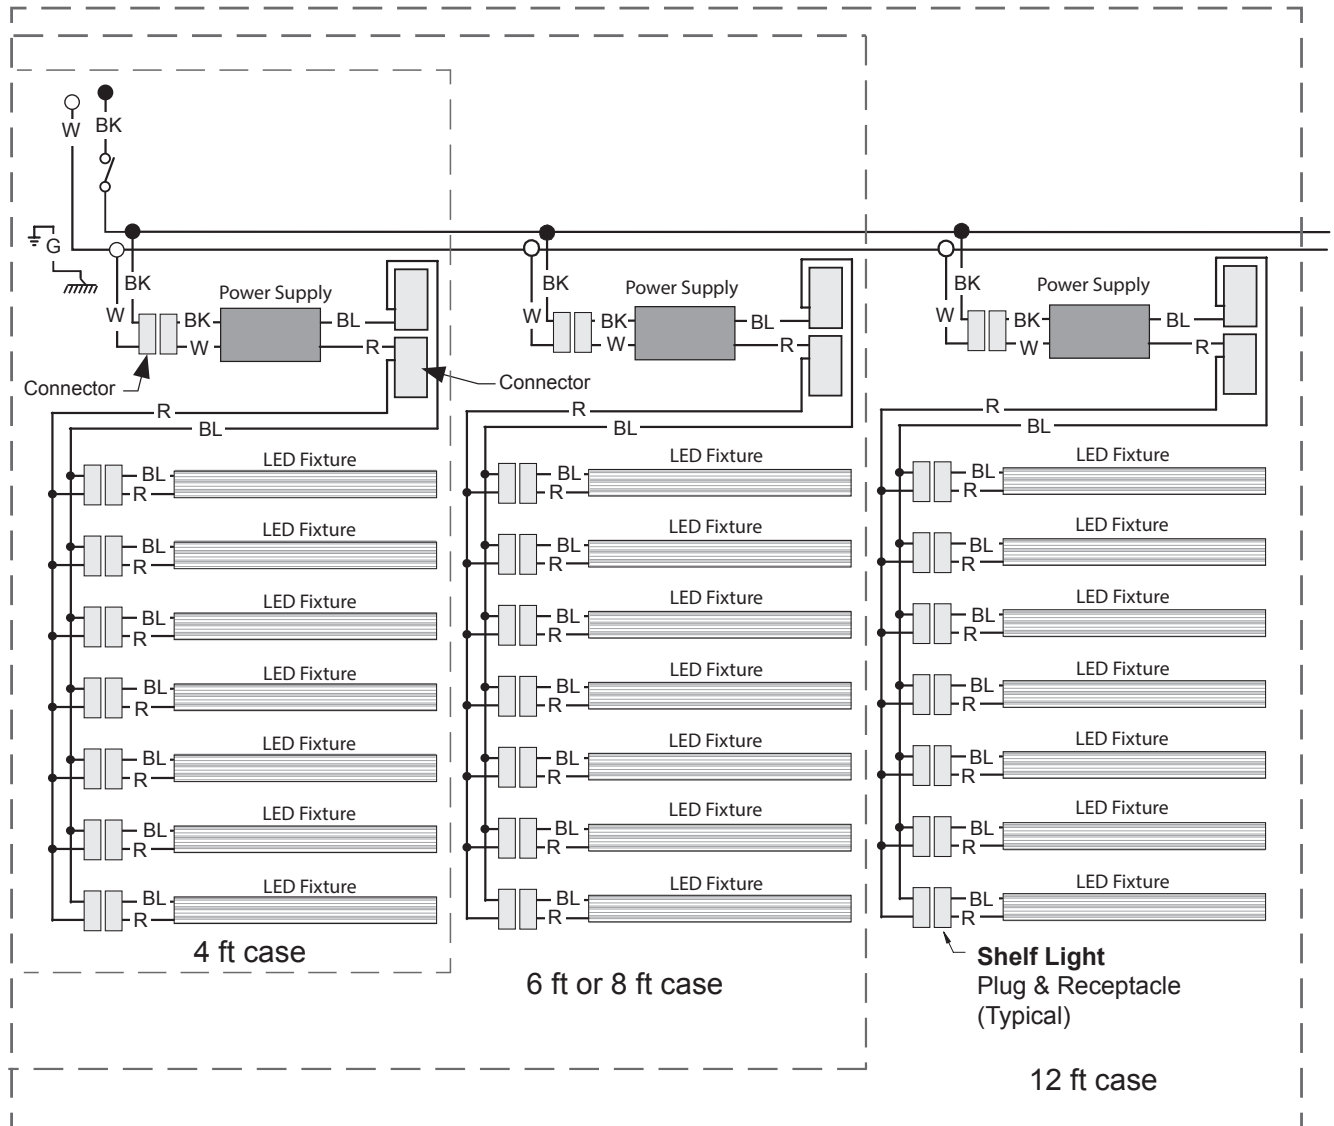 W
BK
G
BK
W
Power Supply
BK
BL
W
R
Connector
Connector
R
BL
LED Fixture
BL
R
LED Fixture
BL
R
LED Fixture
BL
R
LED Fixture
BL
R
LED Fixture
BL
R
LED Fixture
BL
R
LED Fixture
BL
R
4 ft case
BK
W
Power Supply
BK
BL
W
R
R
BL
LED Fixture
BL
R
LED Fixture
BL
R
LED Fixture
BL
R
LED Fixture
BL
R
LED Fixture
BL
R
LED Fixture
BL
R
LED Fixture
BL
R
6 ft or 8 ft case
BK
W
Power Supply
BK
BL
W
R
R
BL
LED Fixture
BL
R
LED Fixture
BL
R
LED Fixture
BL
R
LED Fixture
BL
R
LED Fixture
BL
R
LED Fixture
BL
R
LED Fixture
BL
R
Shelf Light
Plug & Receptacle
(Typical)
12 ft case